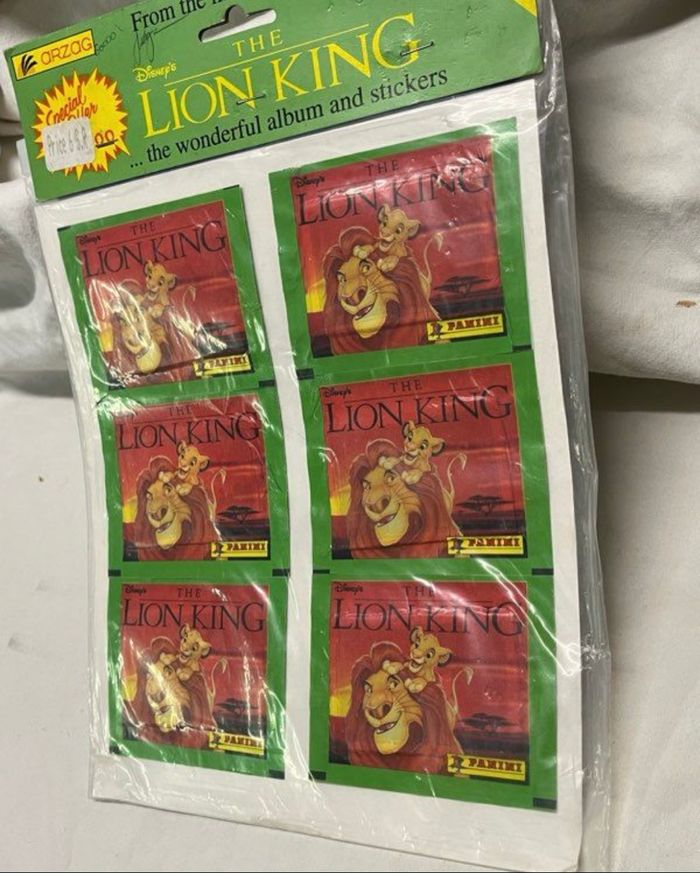 From the
ARZAG
Disney's
THE
LION KING
... the wonderful album and stickers
Special
Disney's
THE
LION KING
PANINI
Disney's
THE
LION KING
PANINI
THE
LION KING
PANINI
Disney's
THE
LION KING
PANINI
Disney's
THE
LION KING
PANINI
Disney's
THE
LION KING
PANINI